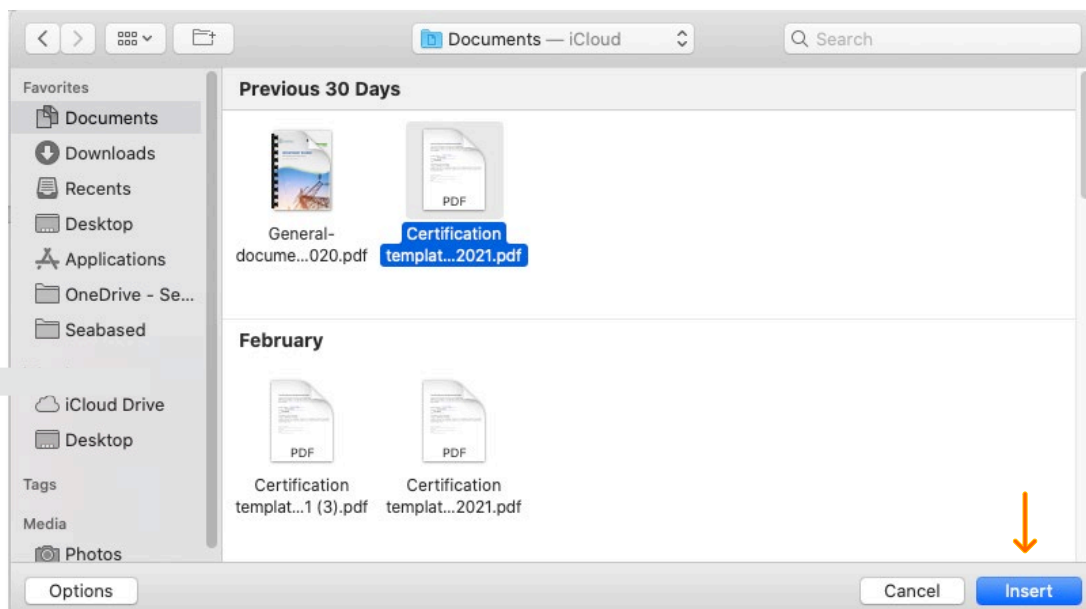 Documents — iCloud
Search
Favorites
Documents
Downloads
Recents
Desktop
Applications
OneDrive - Se...
Seabased
iCloud Drive
Desktop
Tags
Media
Photos
Previous 30 Days
General-
docume...020.pdf
PDF
Certification
templat...2021.pdf
February
PDF
Certification
templat...1 (3).pdf
PDF
Certification
templat...2021.pdf
Options
Cancel
Insert